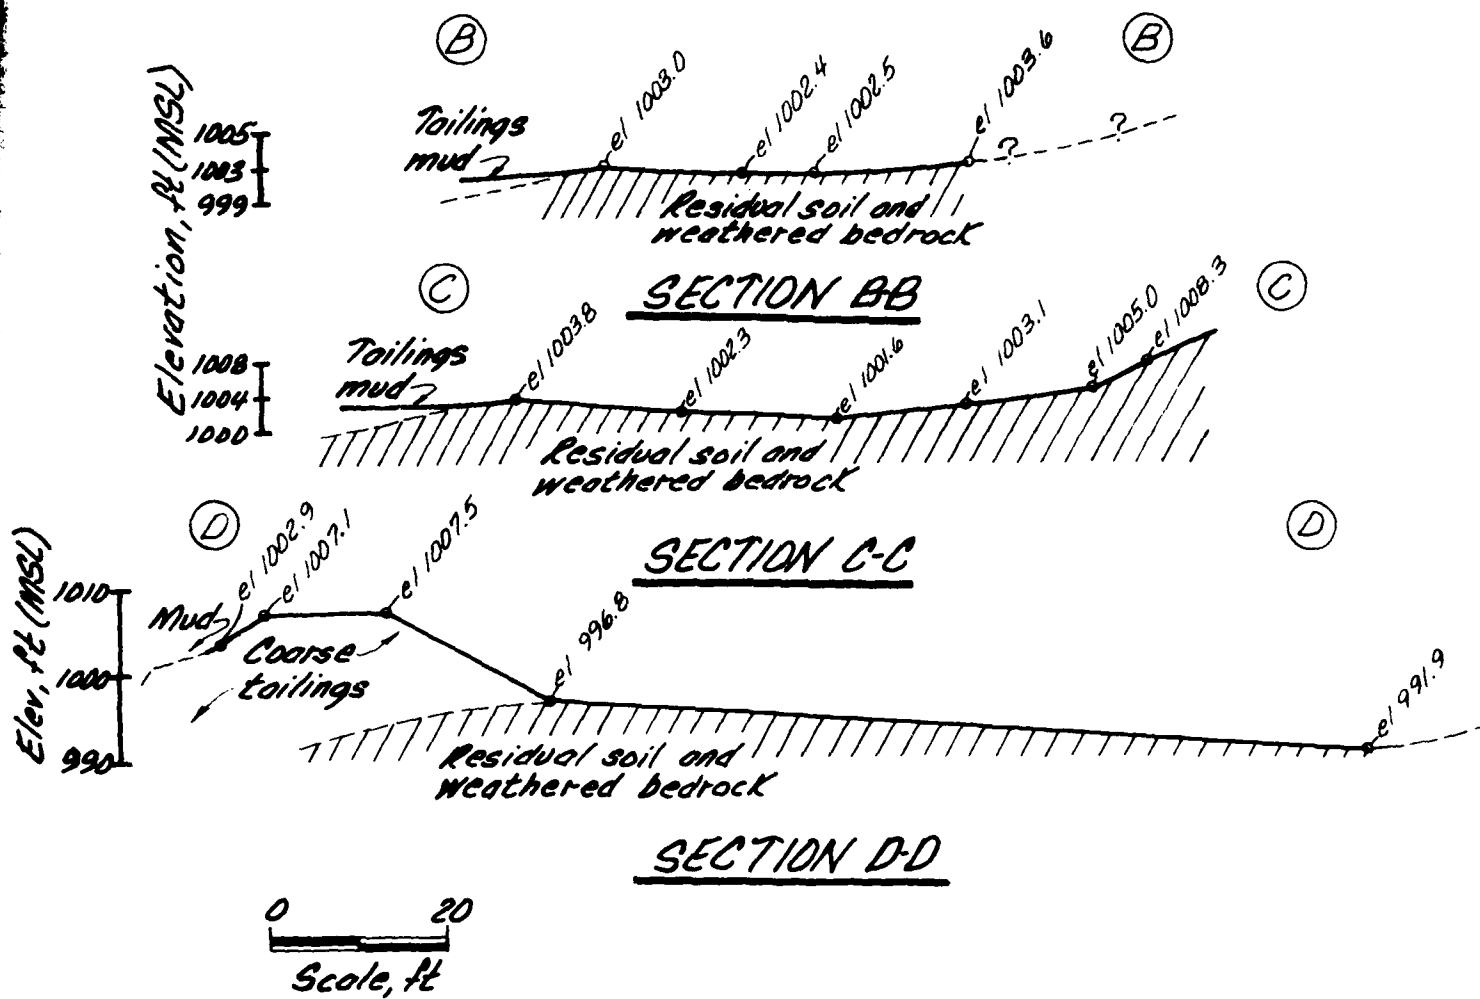 B
B
el 1003.0
el 1002.4
el 1002.5
el 1003.6
Tailings
mud
? ?
Elevation, ft (MSL)
1005
1003
999
Residual soil and
weathered bedrock
SECTION B-B
C
C
el 1003.8
el 1002.3
el 1001.6
el 1003.1
el 1005.0
el 1008.3
Tailings
mud
1008
1004
1000
Residual soil and
weathered bedrock
SECTION C-C
D
D
el 1002.9
el 1007.1
el 1007.5
el 996.8
el 991.9
Elev, ft (MSL)
1010
1000
990
Mud
Coarse
tailings
Residual soil and
weathered bedrock
SECTION D-D
0 20
Scale, ft